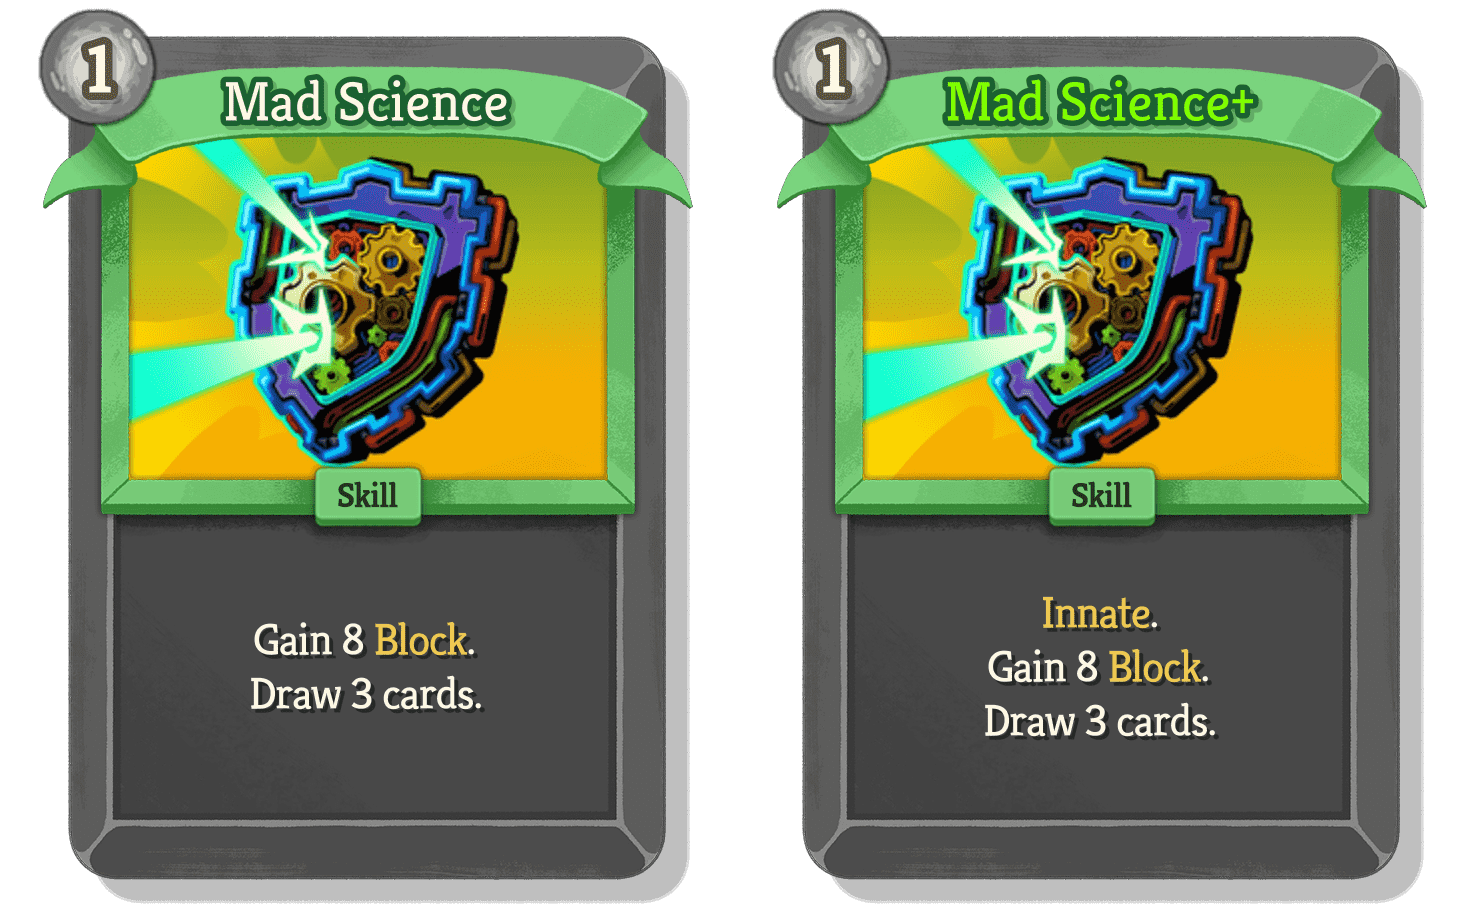 1
Mad Science
Skill
Gain 8 Block.
Draw 3 cards.
1
Mad Science+
Skill
Innate.
Gain 8 Block.
Draw 3 cards.